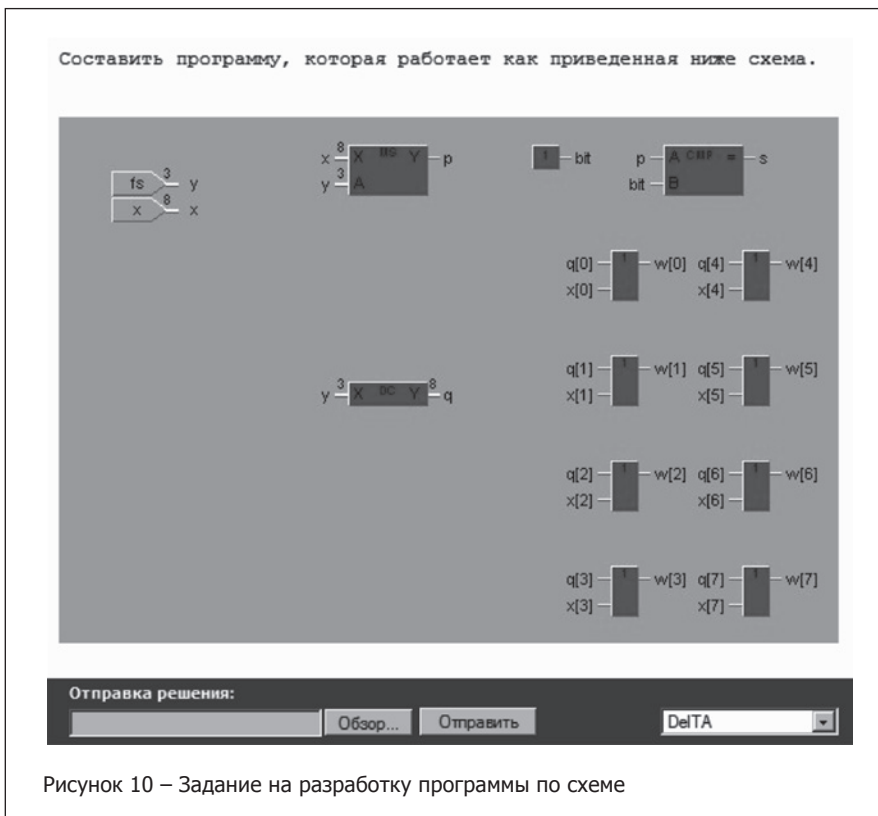 Составить программу, которая работает как приведенная ниже схема.
fs 3 y
x 8 x
x 8 X MS Y p
y 3 A
1 bit
p A CMP = s
bit B
q[0] 1 w[0] q[4] 1 w[4]
x[0] x[4]
q[1] 1 w[1] q[5] 1 w[5]
x[1] x[5]
y 3 X DC Y 8 q
q[2] 1 w[2] q[6] 1 w[6]
x[2] x[6]
q[3] 1 w[3] q[7] 1 w[7]
x[3] x[7]
Отправка решения:
Обзор... Отправить DelTA
Рисунок 10 – Задание на разработку программы по схеме